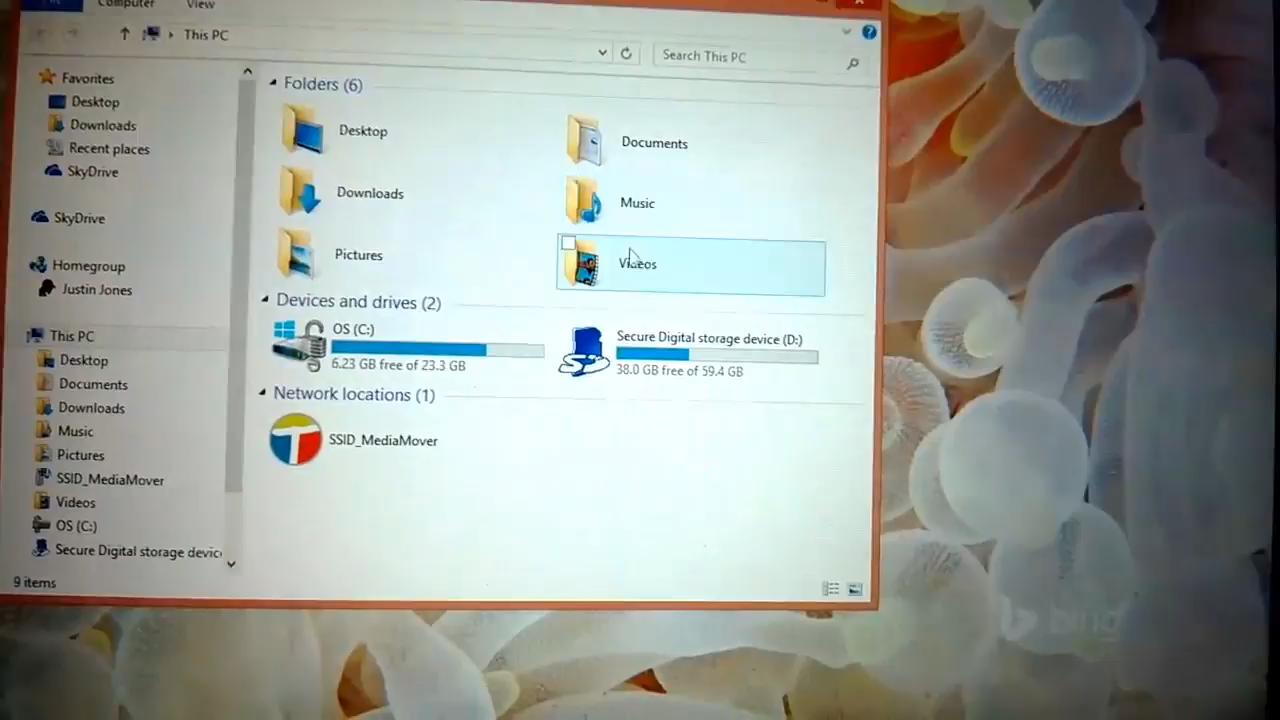 Computer
View
This PC
Search This PC
Favorites
Desktop
Downloads
Recent places
SkyDrive
SkyDrive
Homegroup
Justin Jones
This PC
Desktop
Documents
Downloads
Music
Pictures
SSID_MediaMover
Videos
OS (C:)
Secure Digital storage devic
9 items
Folders (6)
Desktop
Documents
Downloads
Music
Pictures
Videos
Devices and drives (2)
OS (C:)
6.23 GB free of 23.3 GB
Secure Digital storage device (D:)
38.0 GB free of 59.4 GB
Network locations (1)
SSID_MediaMover
bing